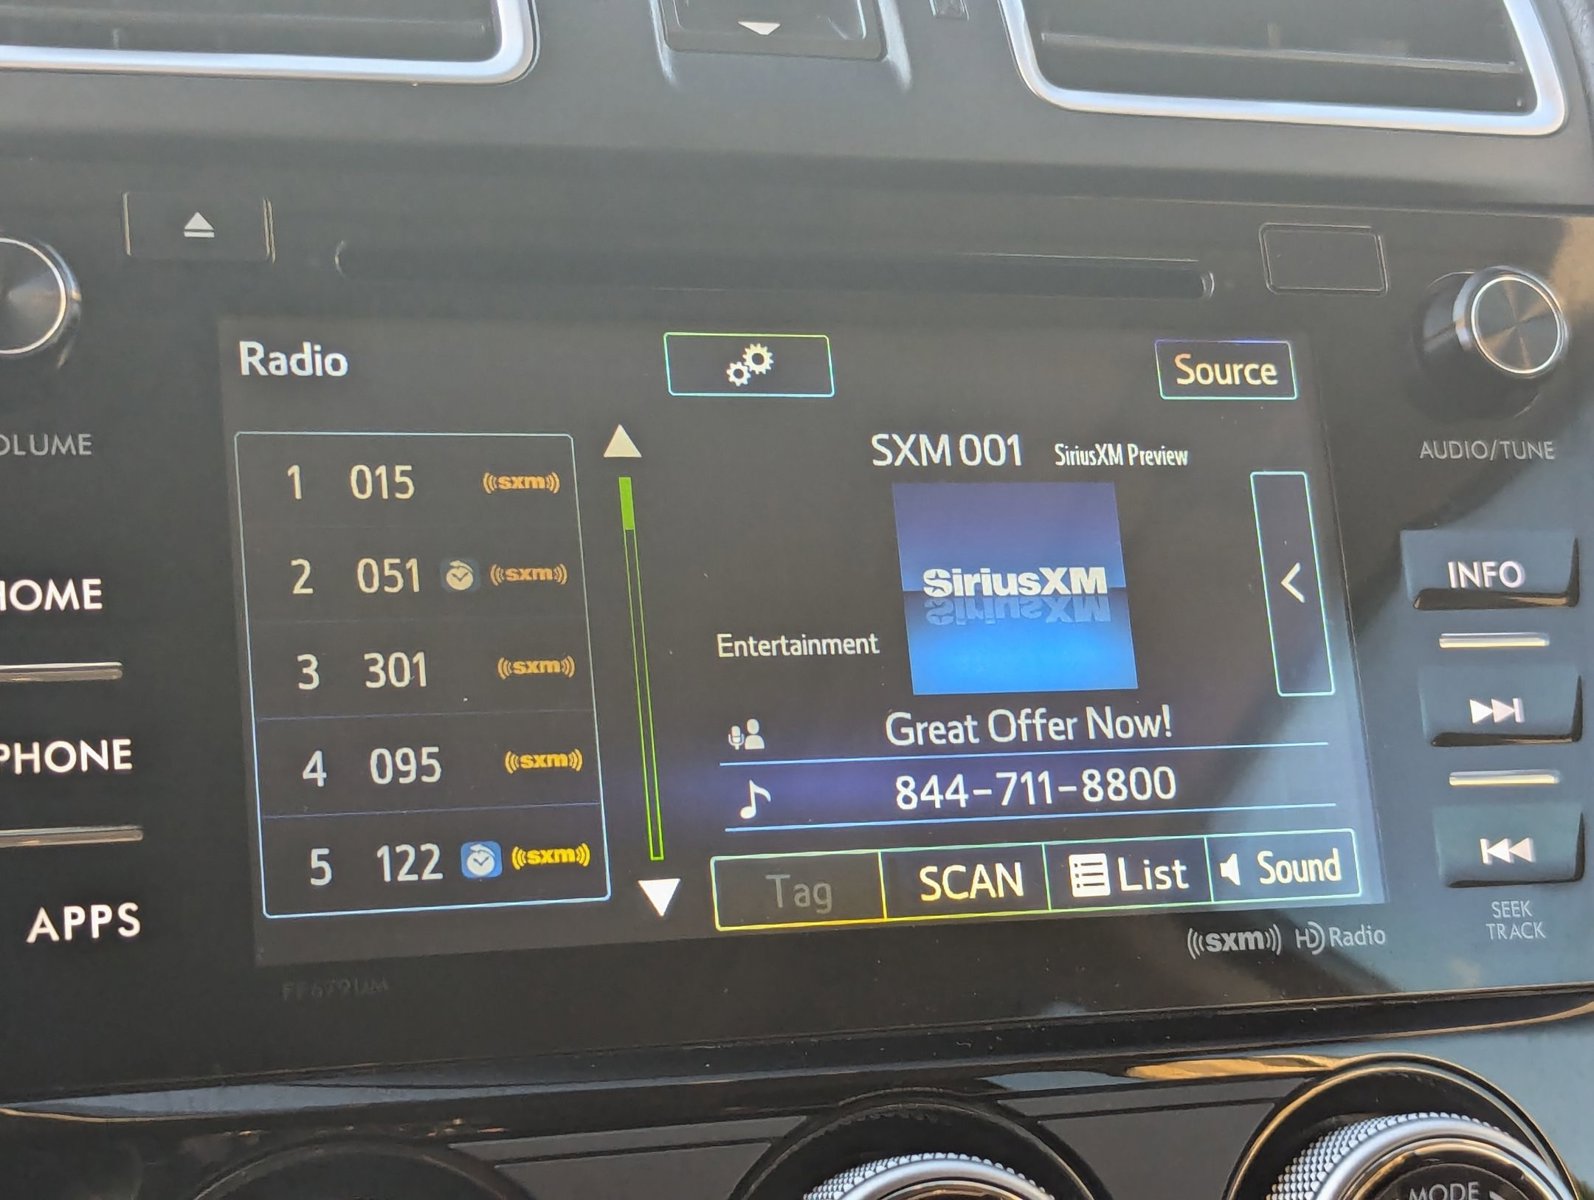 Radio
Source
OLUME
AUDIO/TUNE
SXM 001 SiriusXM Preview
1 015 ((sxm))
2 051 ((sxm))
3 301 ((sxm))
4 095 ((sxm))
5 122 ((sxm))
SiriusXM
Entertainment
Great Offer Now!
844-711-8800
Tag SCAN List Sound
((sxm)) HD Radio
HOME
PHONE
APPS
INFO
SEEK
TRACK
MODE